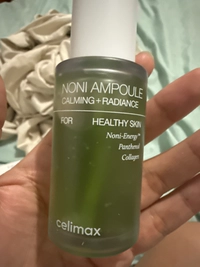 NONI AMPOULE
CALMING + RADIANCE
FOR HEALTHY SKIN
Noni-Energy™
Panthenol
Collagen
celimax